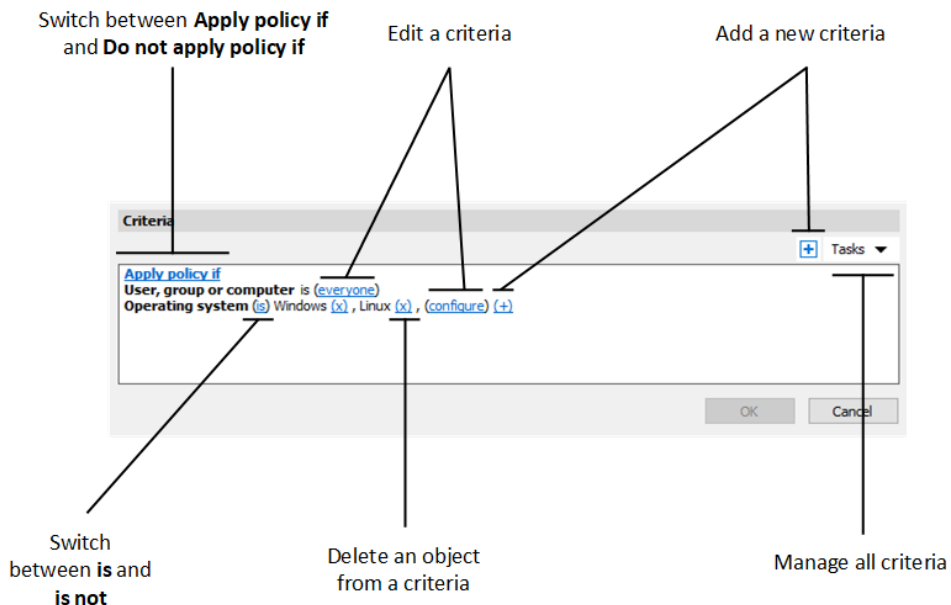 Switch between Apply policy if
and Do not apply policy if
Edit a criteria
Add a new criteria
Criteria
Tasks
Apply policy if
User, group or computer is (everyone)
Operating system (is) Windows (x) , Linux (x) , (configure) (+)
OK
Cancel
Switch
between is and
is not
Delete an object
from a criteria
Manage all criteria